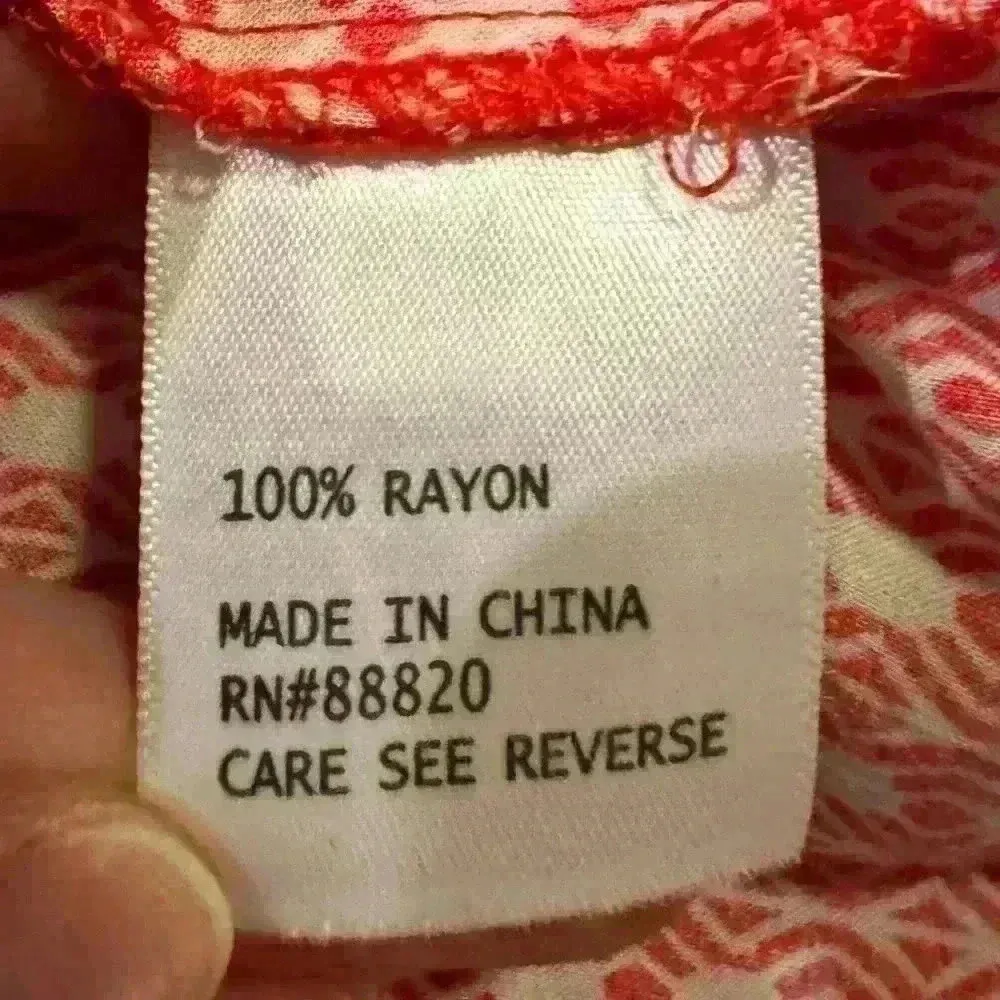 100% RAYON
MADE IN CHINA
RN#88820
CARE SEE REVERSE